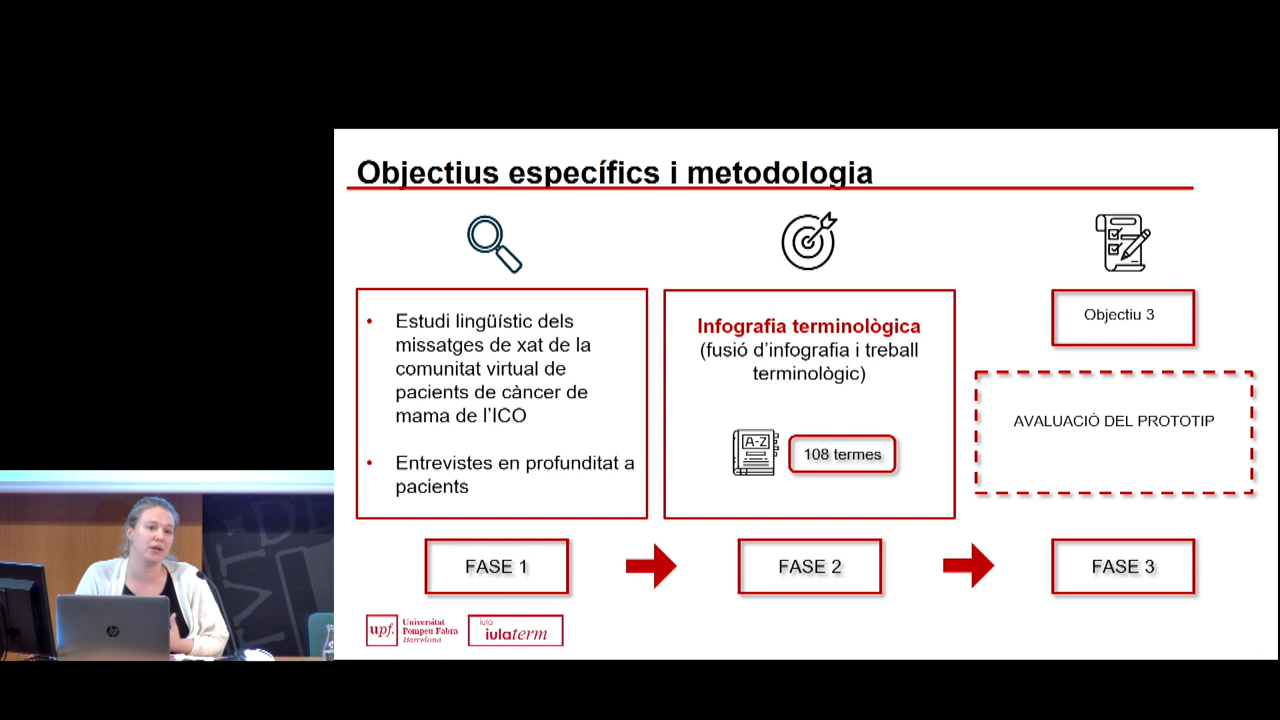 Objectius específics i metodologia
Estudi lingüístic dels
missatges de xat de la
comunitat virtual de
pacients de càncer de
mama de l'ICO
Entrevistes en profunditat a
pacients
Infografia terminològica
(fusió d'infografia i treball
terminològic)
A-Z
108 termes
Objectiu 3
AVALUACIÓ DEL PROTOTIP
FASE 1
FASE 2
FASE 3
upf.
Universitat
Pompeu Fabra
Barcelona
iula
iulaterm
hp